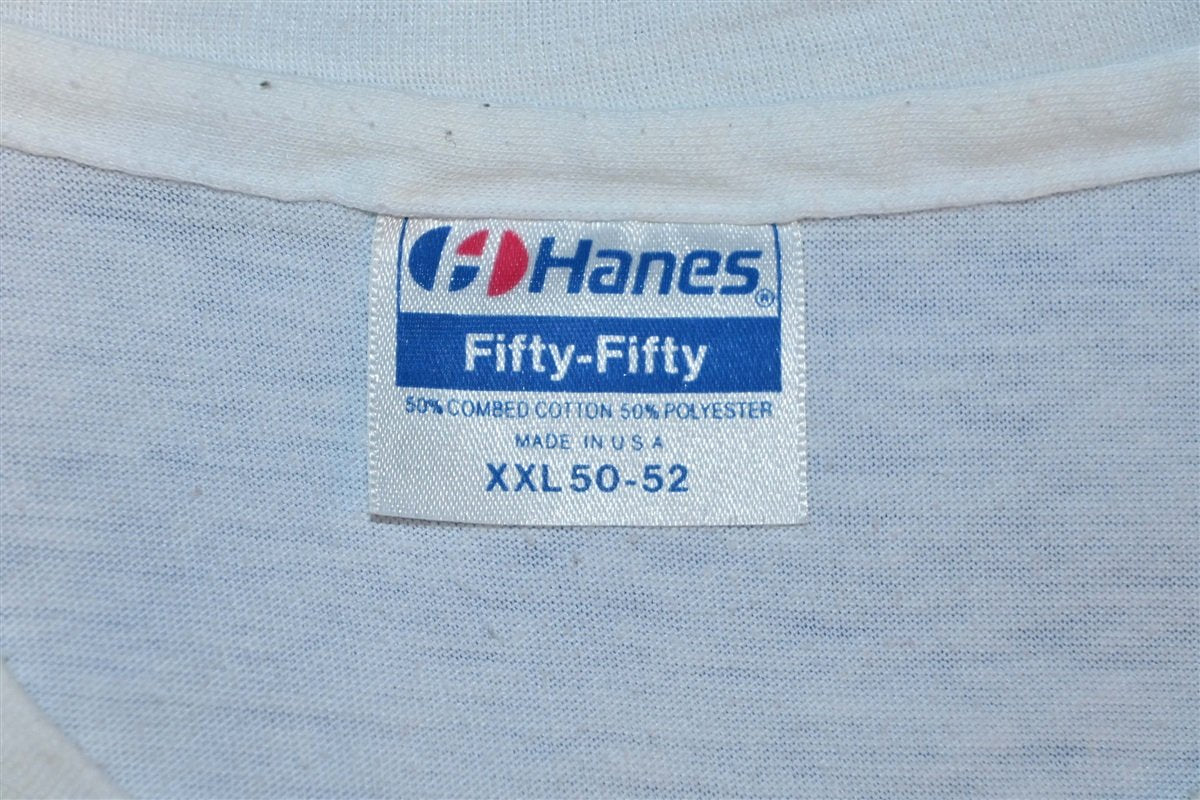 Hanes®
Fifty-Fifty
50% COMBED COTTON 50% POLYESTER
MADE IN U S A
XXL 50-52